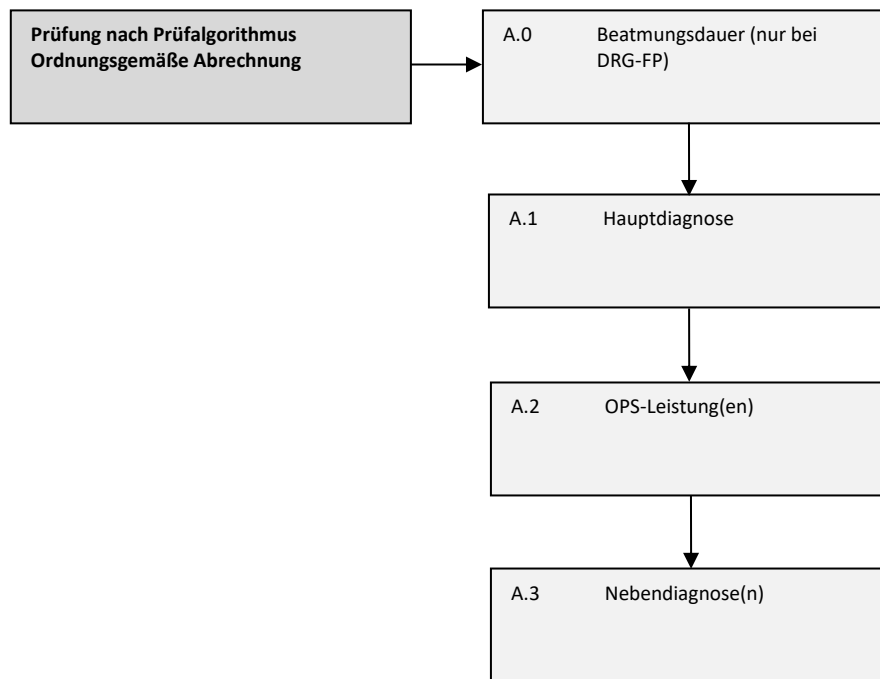 Prüfung nach Prüfalgorithmus
Ordnungsgemäße Abrechnung
A.0 Beatmungsdauer (nur bei
DRG-FP)
A.1 Hauptdiagnose
A.2 OPS-Leistung(en)
A.3 Nebendiagnose(n)